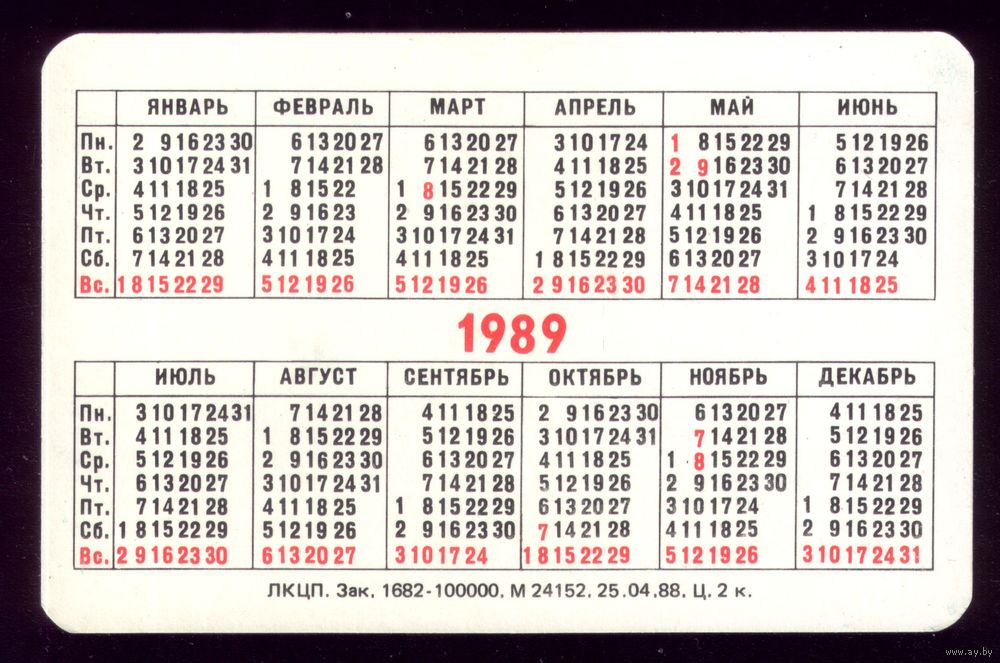 ЯНВАРЬ ФЕВРАЛЬ МАРТ АПРЕЛЬ МАЙ ИЮНЬ
Пн. 2 9 16 23 30 6 13 20 27 6 13 20 27 3 10 17 24 1 8 15 22 29 5 12 19 26
Вт. 3 10 17 24 31 7 14 21 28 7 14 21 28 4 11 18 25 2 9 16 23 30 6 13 20 27
Ср. 4 11 18 25 1 8 15 22 1 8 15 22 29 5 12 19 26 3 10 17 24 31 7 14 21 28
Чт. 5 12 19 26 2 9 16 23 2 9 16 23 30 6 13 20 27 4 11 18 25 1 8 15 22 29
Пт. 6 13 20 27 3 10 17 24 3 10 17 24 31 7 14 21 28 5 12 19 26 2 9 16 23 30
Сб. 7 14 21 28 4 11 18 25 4 11 18 25 1 8 15 22 29 6 13 20 27 3 10 17 24
Вс. 1 8 15 22 29 5 12 19 26 5 12 19 26 2 9 16 23 30 7 14 21 28 4 11 18 25
1989
ИЮЛЬ АВГУСТ СЕНТЯБРЬ ОКТЯБРЬ НОЯБРЬ ДЕКАБРЬ
Пн. 3 10 17 24 31 7 14 21 28 4 11 18 25 2 9 16 23 30 6 13 20 27 4 11 18 25
Вт. 4 11 18 25 1 8 15 22 29 5 12 19 26 3 10 17 24 31 7 14 21 28 5 12 19 26
Ср. 5 12 19 26 2 9 16 23 30 6 13 20 27 4 11 18 25 1 8 15 22 29 6 13 20 27
Чт. 6 13 20 27 3 10 17 24 31 7 14 21 28 5 12 19 26 2 9 16 23 30 7 14 21 28
Пт. 7 14 21 28 4 11 18 25 1 8 15 22 29 6 13 20 27 3 10 17 24 1 8 15 22 29
Сб. 1 8 15 22 29 5 12 19 26 2 9 16 23 30 7 14 21 28 4 11 18 25 2 9 16 23 30
Вс. 2 9 16 23 30 6 13 20 27 3 10 17 24 1 8 15 22 29 5 12 19 26 3 10 17 24 31
ЛКЦП. Зак. 1682-100000. М 24152. 25.04.88. Ц. 2 к.
www.ay.by